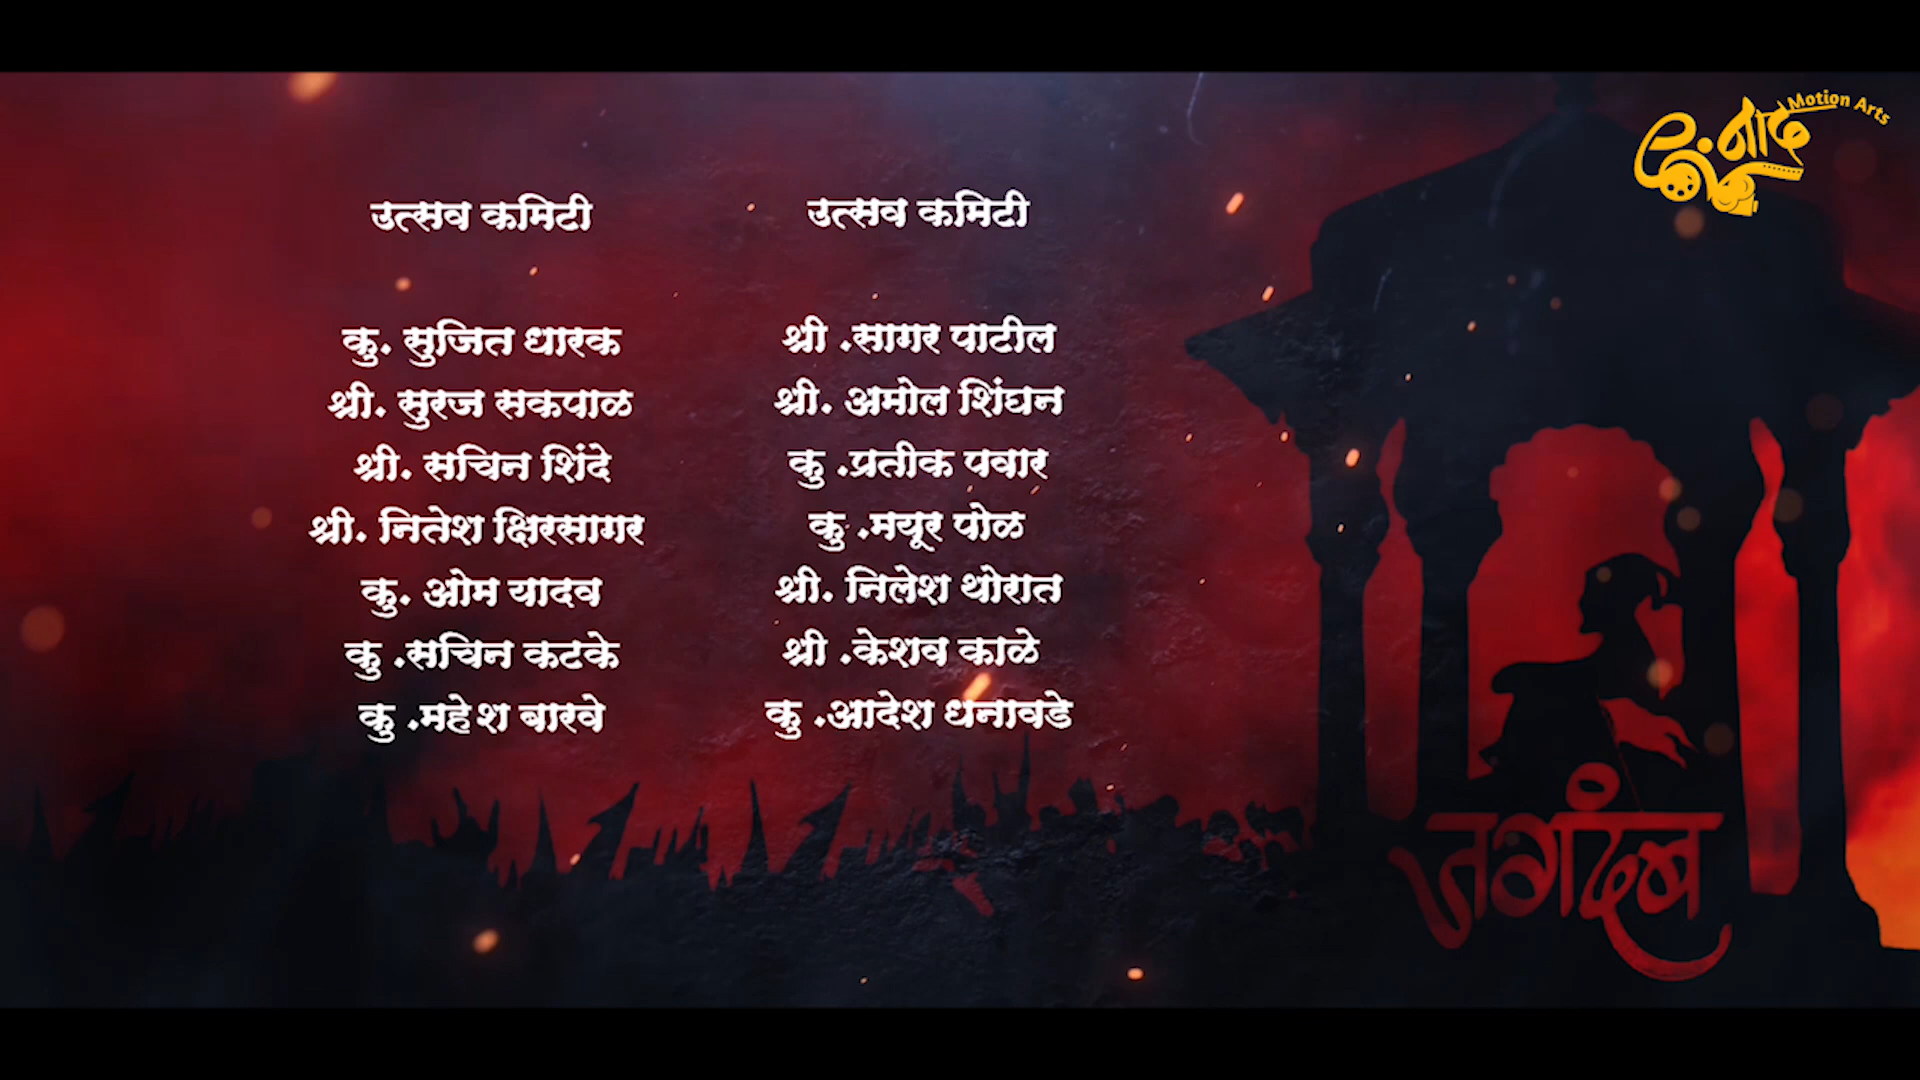 नाद Motion Arts
उत्सव कमिटी
कु. सुजित धारक
श्री. सुरज सकपाळ
श्री. सचिन शिंदे
श्री. नितेश क्षिरसागर
कु. ओम यादव
कु .सचिन कटके
कु .महेश बारवे
उत्सव कमिटी
श्री .सागर पाटील
श्री. अमोल शिंघन
कु .प्रतीक पवार
कु .मयूर पोळ
श्री. निलेश थोरात
श्री .केशव काळे
कु .आदेश धनावडे
जगदंब